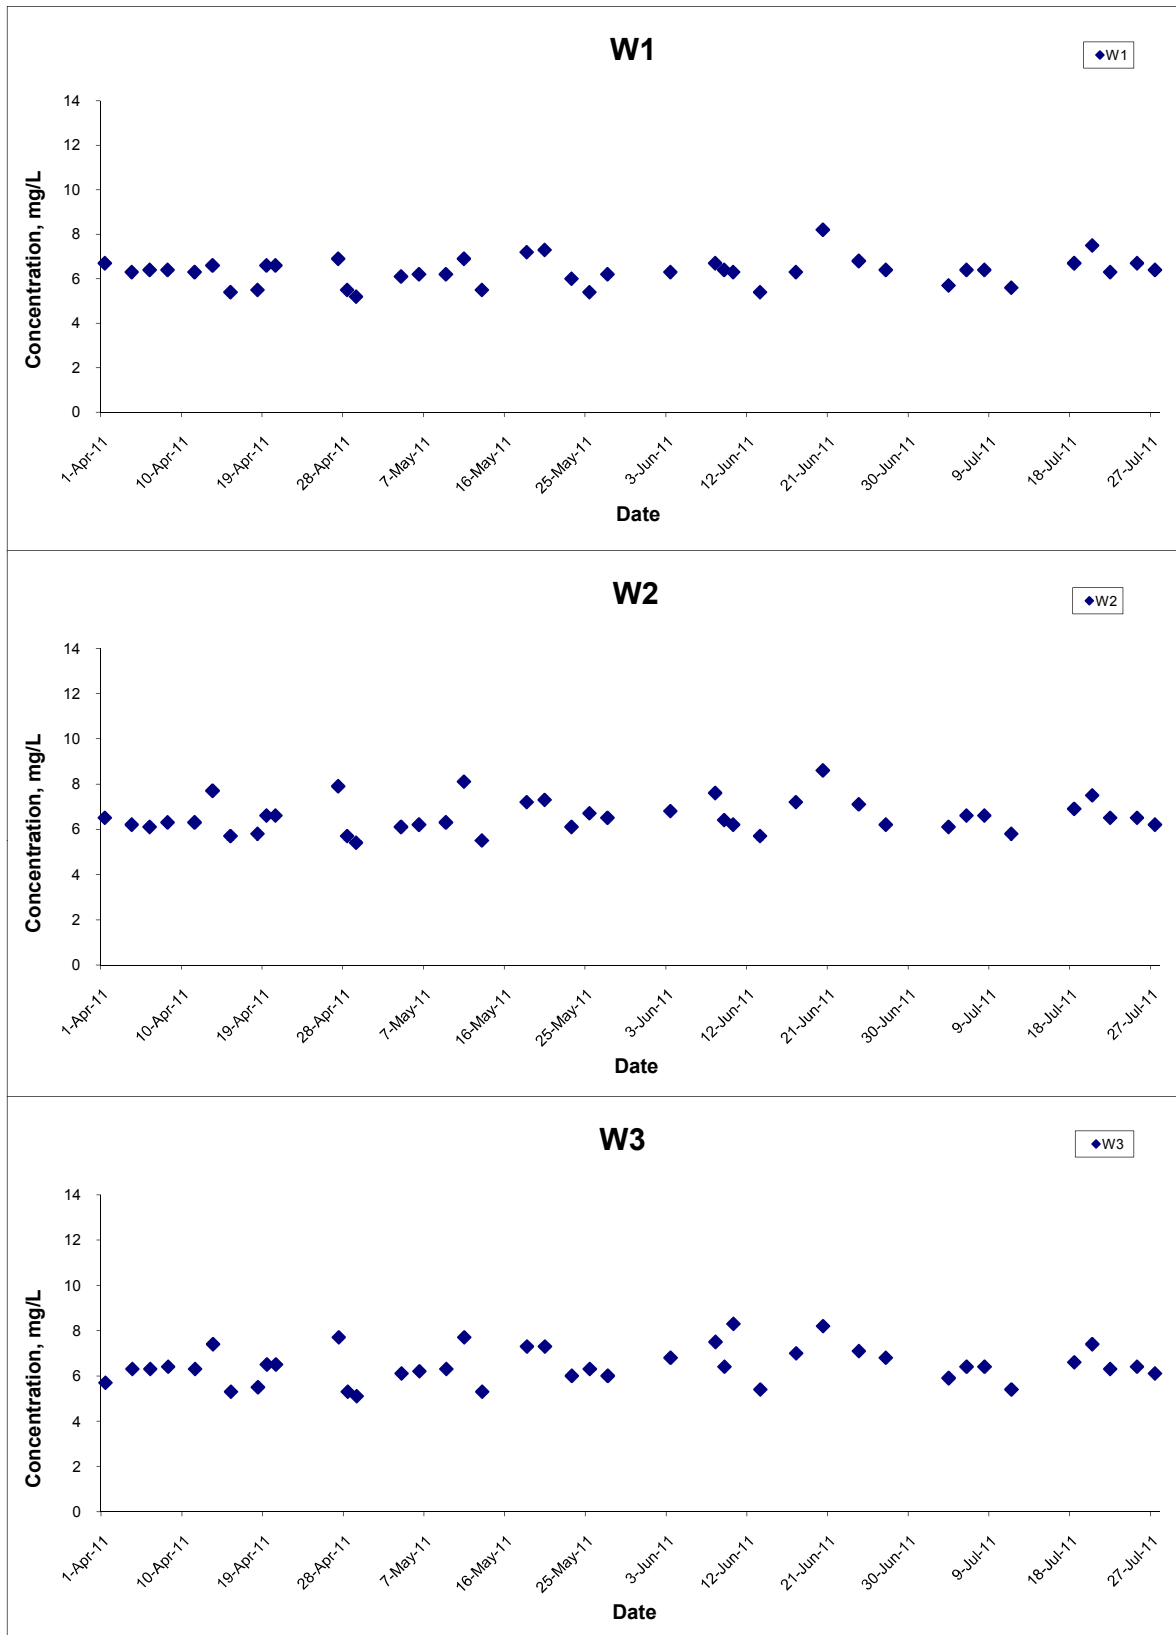 W1
W1
14
12
10
8
6
4
2
0
Concentration, mg/L
1-Apr-11
10-Apr-11
19-Apr-11
28-Apr-11
7-May-11
16-May-11
25-May-11
3-Jun-11
12-Jun-11
21-Jun-11
30-Jun-11
9-Jul-11
18-Jul-11
27-Jul-11
Date
W2
W2
14
12
10
8
6
4
2
0
Concentration, mg/L
1-Apr-11
10-Apr-11
19-Apr-11
28-Apr-11
7-May-11
16-May-11
25-May-11
3-Jun-11
12-Jun-11
21-Jun-11
30-Jun-11
9-Jul-11
18-Jul-11
27-Jul-11
Date
W3
W3
14
12
10
8
6
4
2
0
Concentration, mg/L
1-Apr-11
10-Apr-11
19-Apr-11
28-Apr-11
7-May-11
16-May-11
25-May-11
3-Jun-11
12-Jun-11
21-Jun-11
30-Jun-11
9-Jul-11
18-Jul-11
27-Jul-11
Date